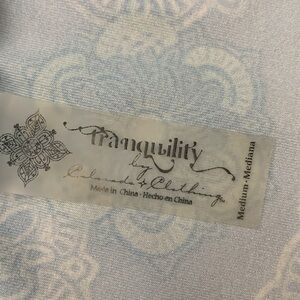 tranquility
by
Colorado Clothing
Made in China · Hecho en China
Medium · Mediana